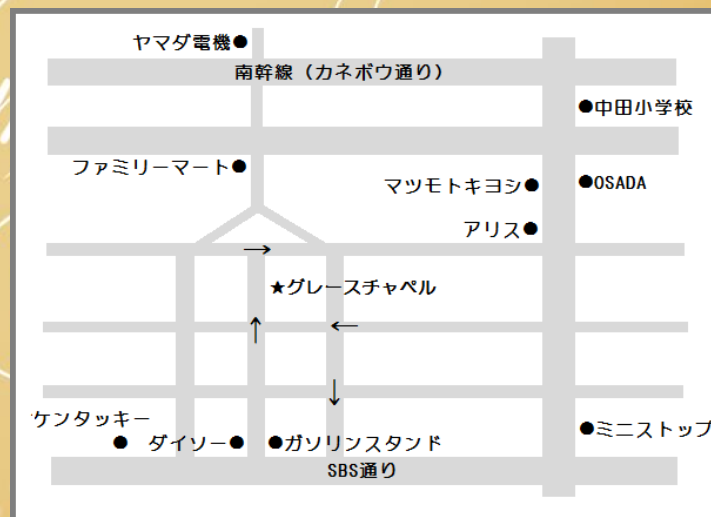 ヤマダ電機●
南幹線（カネボウ通り）
●中田小学校
ファミリーマート●
マツモトキヨシ●
●OSADA
アリス●
→
★グレースチャペル
↑
←
↓
ケンタッキー
●
ダイソー●
●ガソリンスタンド
●ミニストップ
SBS通り